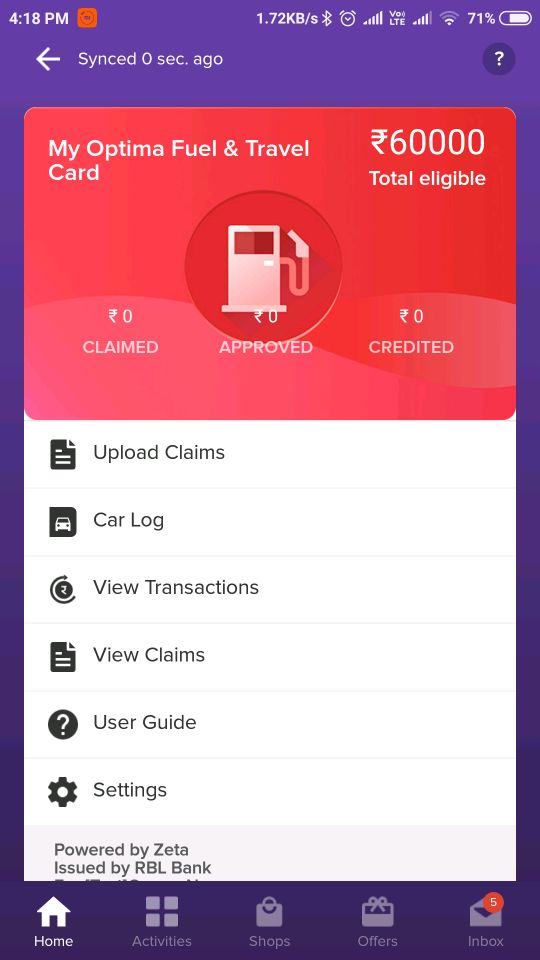 4:18 PM
1.72KB/s
Vo)) LTE
71%
Synced 0 sec. ago
?
My Optima Fuel & Travel
Card
₹60000
Total eligible
₹ 0
₹ 0
₹ 0
CLAIMED
APPROVED
CREDITED
Upload Claims
Car Log
View Transactions
View Claims
User Guide
Settings
Powered by Zeta
Issued by RBL Bank
5
Home
Activities
Shops
Offers
Inbox